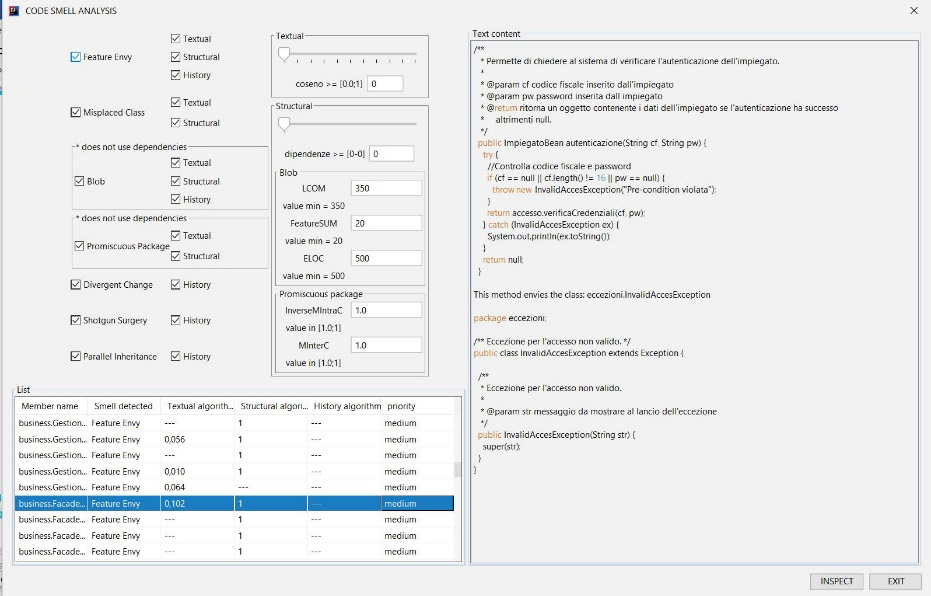 CODE SMELL ANALYSIS
Feature Envy
Textual
Structural
History
Misplaced Class
Textual
Structural
* does not use dependencies
Blob
Textual
Structural
History
* does not use dependencies
Promiscuous Package
Textual
Structural
Divergent Change
History
Shotgun Surgery
History
Parallel Inheritance
History
Textual
coseno >= [0.0;1] 0
Structural
dipendenze >= [0-0] 0
Blob
LCOM 350
value min = 350
FeatureSUM 20
value min = 20
ELOC 500
value min = 500
Promiscuous package
InverseMIntraC 1.0
value in [1.0;1]
MInterC 1.0
value in [1.0;1]
List
Member name Smell detected Textual algorith... Structural algori... History algorithm priority
business.Gestion... Feature Envy --- 1 --- medium
business.Gestion... Feature Envy 0,056 1 --- medium
business.Gestion... Feature Envy --- 1 --- medium
business.Gestion... Feature Envy 0,010 1 --- medium
business.Gestion... Feature Envy 0,064 --- --- medium
business.Facade... Feature Envy 0,102 1 --- medium
business.Facade... Feature Envy --- 1 --- medium
business.Facade... Feature Envy --- 1 --- medium
business.Facade... Feature Envy --- 1 --- medium
Text content
/**
* Permette di chiedere al sistema di verificare l'autenticazione dell'impiegato.
*
* @param cf codice fiscale inserito dall'impiegato
* @param pw password inserita dall impiegato
* @return ritorna un oggetto contenente i dati dell'impiegato se l'autenticazione ha successo
* altrimenti null.
*/
public ImpiegatoBean autenticazione(String cf, String pw) {
try {
//Controlla codice fiscale e password
if (cf == null || cf.length() != 16 || pw == null) {
throw new InvalidAccesException("Pre-condition violata");
}
return accesso.verificaCredenziali(cf, pw);
} catch (InvalidAccesException ex) {
System.out.println(ex.toString());
}
return null;
}
This method envies the class: eccezioni.InvalidAccesException
package eccezioni;
/** Eccezione per l'accesso non valido. */
public class InvalidAccesException extends Exception {
/**
* Eccezione per l'accesso non valido.
*
* @param str messaggio da mostrare al lancio dell'eccezione
*/
public InvalidAccesException(String str) {
super(str);
}
}
INSPECT
EXIT